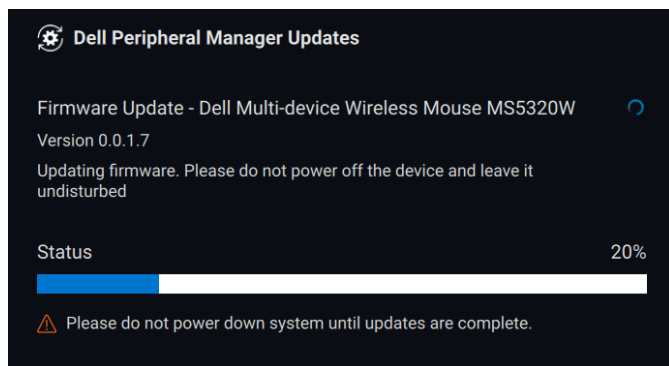 Dell Peripheral Manager Updates
Firmware Update - Dell Multi-device Wireless Mouse MS5320W
Version 0.0.1.7
Updating firmware. Please do not power off the device and leave it
undisturbed
Status 20%
Please do not power down system until updates are complete.